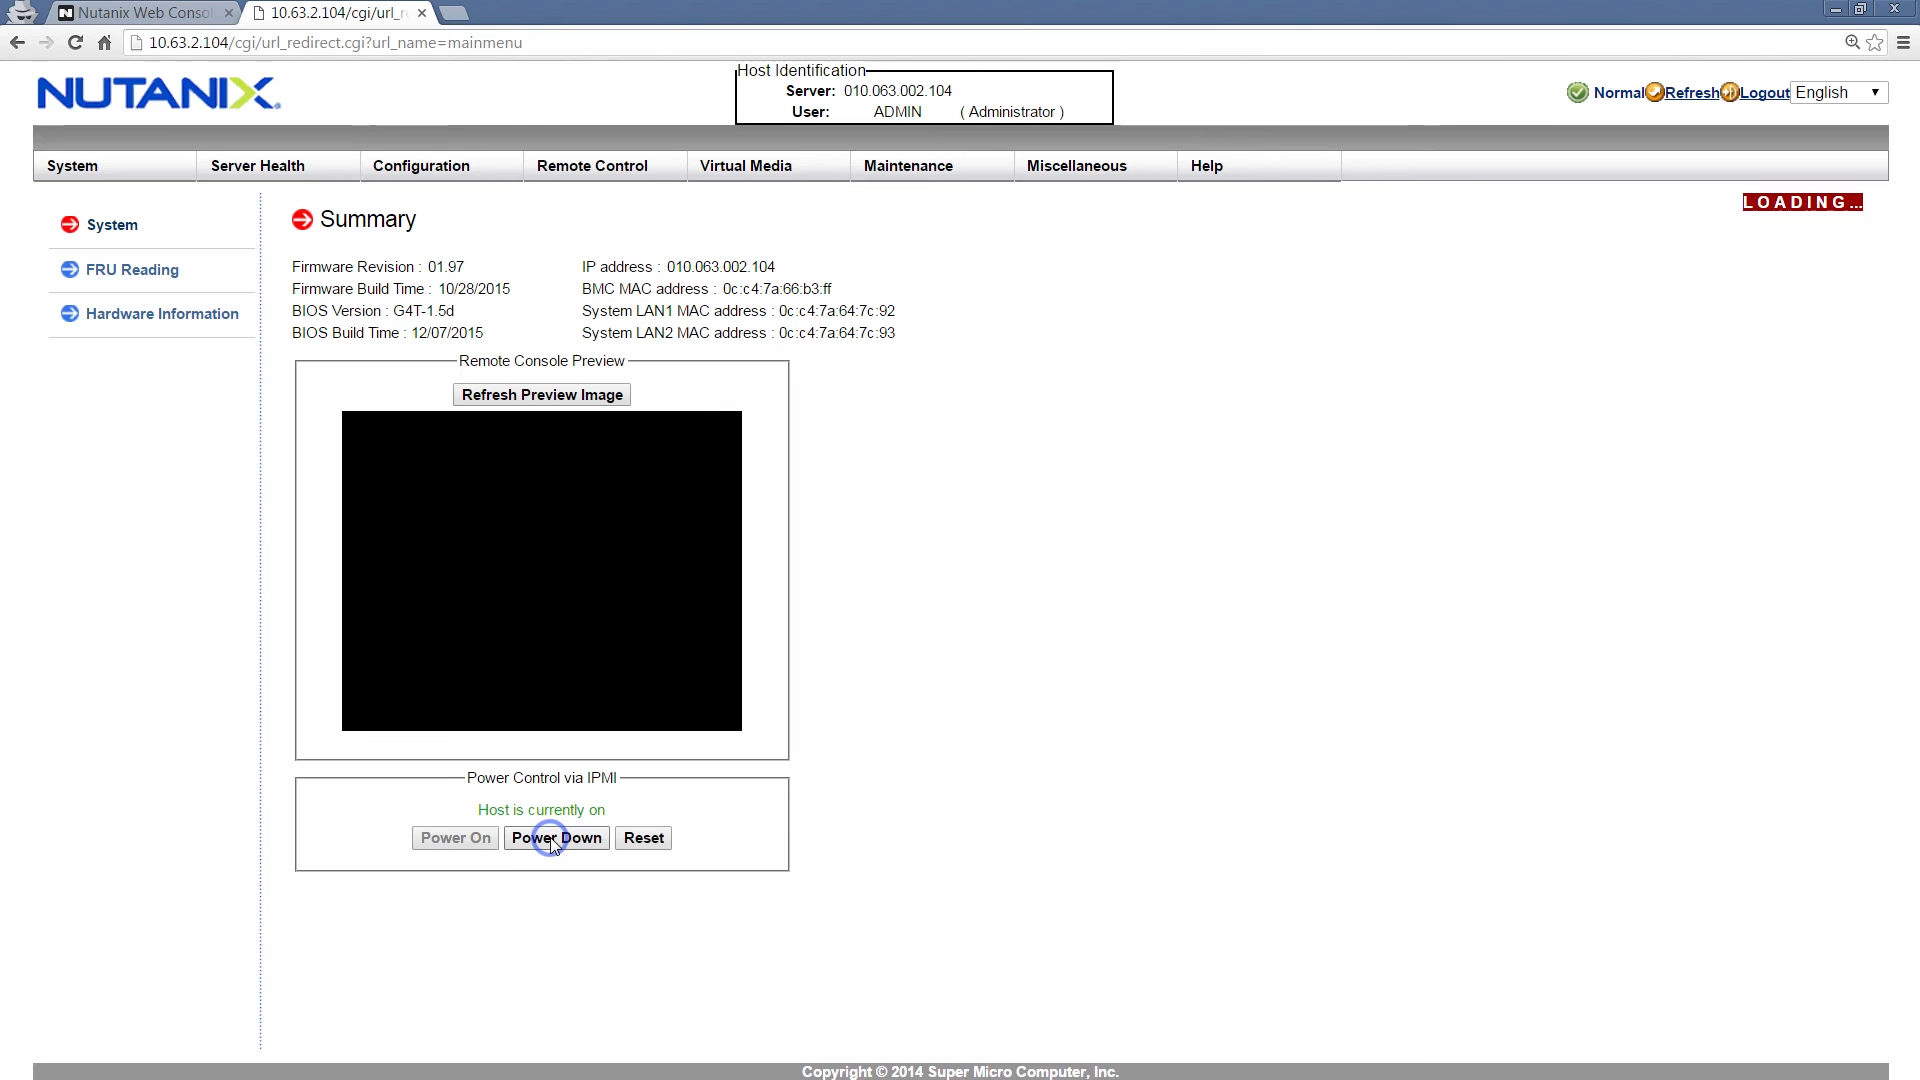 Nutanix Web Consol
10.63.2.104/cgi/url_r
10.63.2.104/cgi/url_redirect.cgi?url_name=mainmenu
NUTANIX
Host Identification
Server: 010.063.002.104
User: ADMIN ( Administrator )
Normal Refresh Logout English
System Server Health Configuration Remote Control Virtual Media Maintenance Miscellaneous Help
LOADING...
System
FRU Reading
Hardware Information
Summary
Firmware Revision : 01.97
Firmware Build Time : 10/28/2015
BIOS Version : G4T-1.5d
BIOS Build Time : 12/07/2015
IP address : 010.063.002.104
BMC MAC address : 0c:c4:7a:66:b3:ff
System LAN1 MAC address : 0c:c4:7a:64:7c:92
System LAN2 MAC address : 0c:c4:7a:64:7c:93
Remote Console Preview
Refresh Preview Image
Power Control via IPMI
Host is currently on
Power On Power Down Reset
Copyright © 2014 Super Micro Computer, Inc.